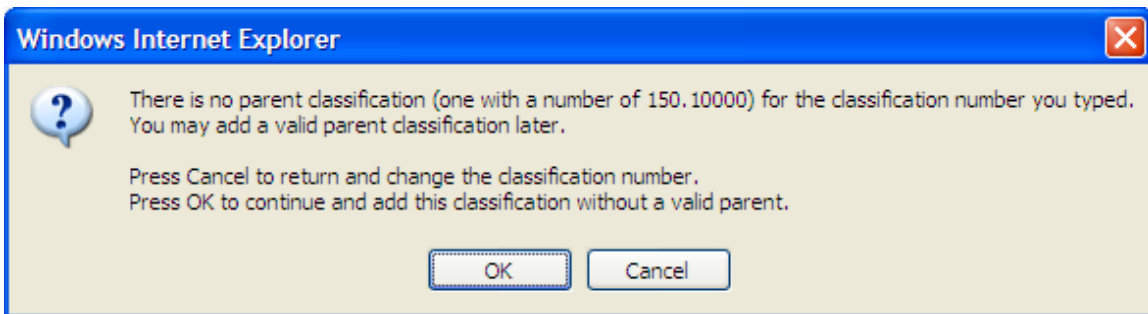 Windows Internet Explorer
There is no parent classification (one with a number of 150.10000) for the classification number you typed.
You may add a valid parent classification later.
Press Cancel to return and change the classification number.
Press OK to continue and add this classification without a valid parent.
OK Cancel